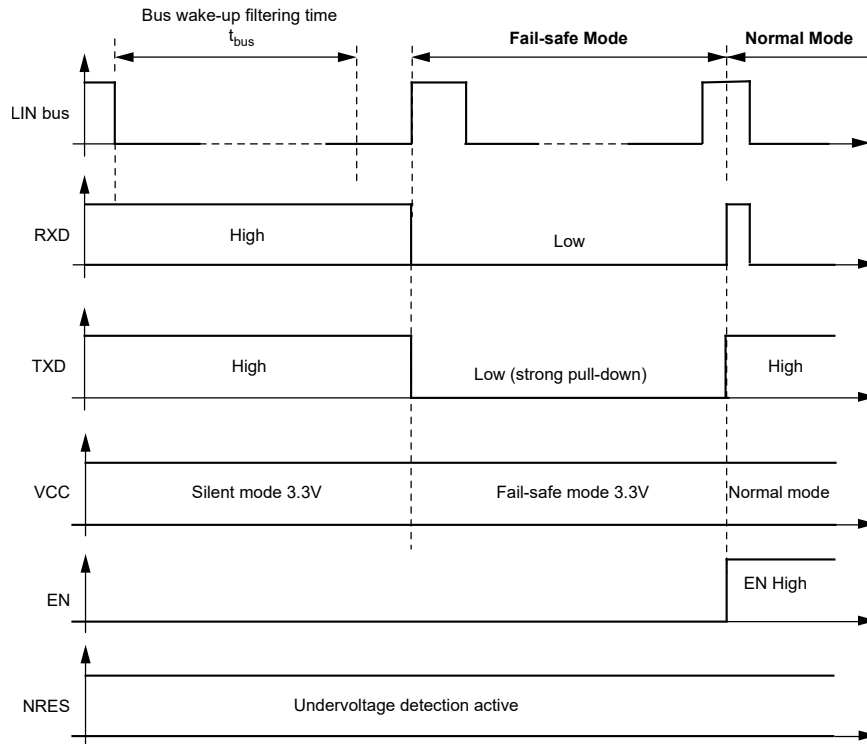 Bus wake-up filtering time
tbus
Fail-safe Mode
Normal Mode
LIN bus
RXD
High
Low
TXD
High
Low (strong pull-down)
High
VCC
Silent mode 3.3V
Fail-safe mode 3.3V
Normal mode
EN
EN High
NRES
Undervoltage detection active